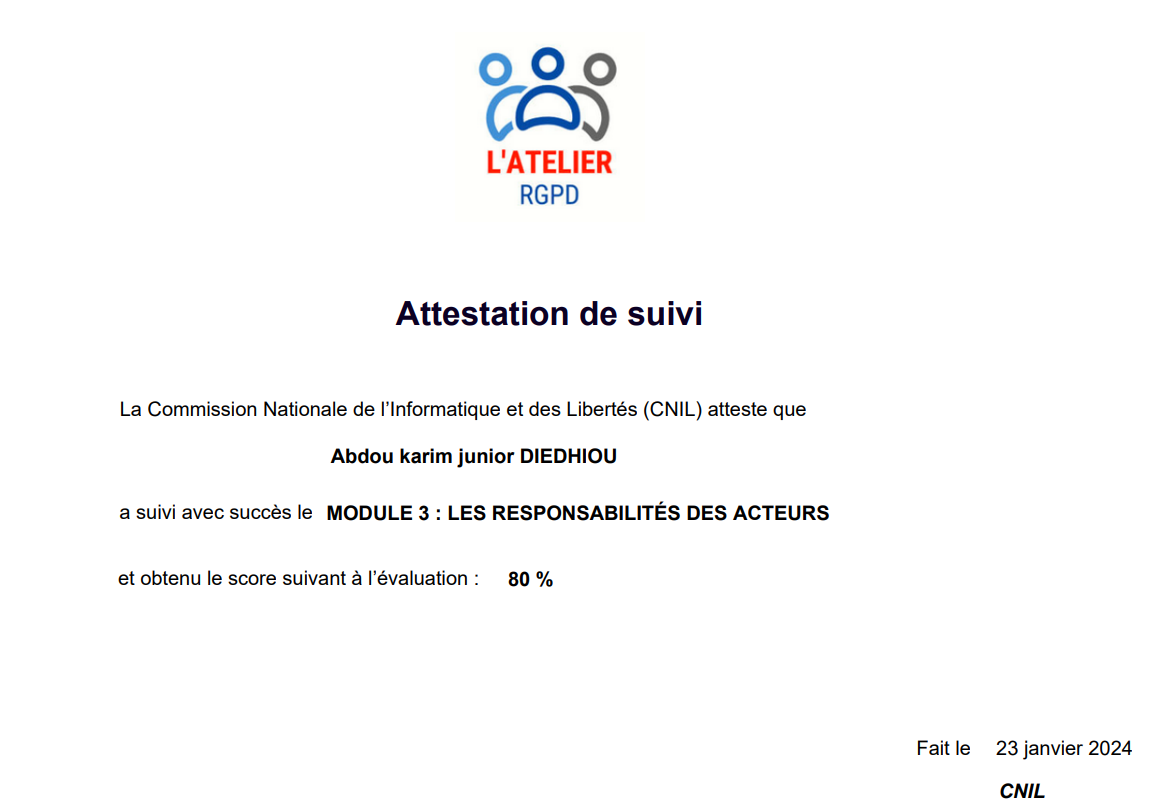 L'ATELIER
RGPD
Attestation de suivi
La Commission Nationale de l’Informatique et des Libertés (CNIL) atteste que
Abdou karim junior DIEDHIOU
a suivi avec succès le MODULE 3 : LES RESPONSABILITÉS DES ACTEURS
et obtenu le score suivant à l’évaluation : 80 %
Fait le 23 janvier 2024
CNIL